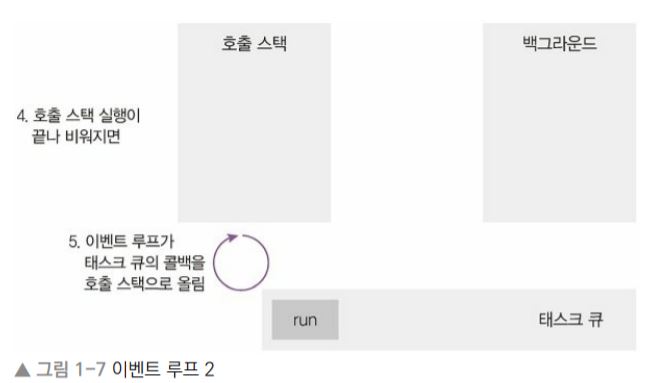 호출 스택
백그라운드
4. 호출 스택 실행이
끝나 비워지면
5. 이벤트 루프가
태스크 큐의 콜백을
호출 스택으로 올림
run
태스크 큐
▲ 그림 1-7 이벤트 루프 2